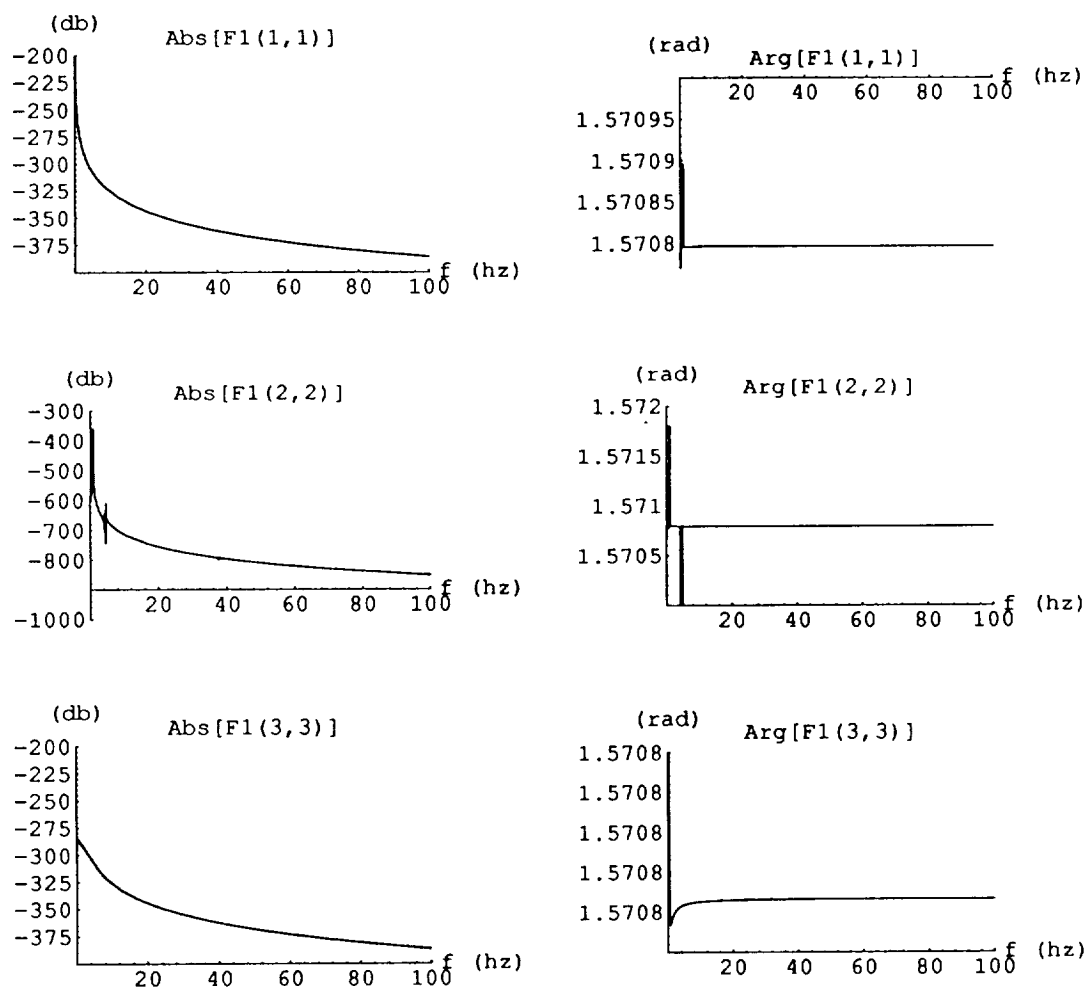 (db)
Abs[F1(1,1)]
-200
-225
-250
-275
-300
-325
-350
-375
20 40 60 80 100
f (hz)
(rad)
Arg[F1(1,1)]
f (hz)
20 40 60 80 100
1.57095
1.5709
1.57085
1.5708
(db)
Abs[F1(2,2)]
-300
-400
-500
-600
-700
-800
-1000
20 40 60 80 100
f (hz)
(rad)
Arg[F1(2,2)]
1.572
1.5715
1.571
1.5705
20 40 60 80 100
f (hz)
(db)
Abs[F1(3,3)]
-200
-225
-250
-275
-300
-325
-350
-375
20 40 60 80 100
f (hz)
(rad)
Arg[F1(3,3)]
1.5708
1.5708
1.5708
1.5708
1.5708
20 40 60 80 100
f (hz)